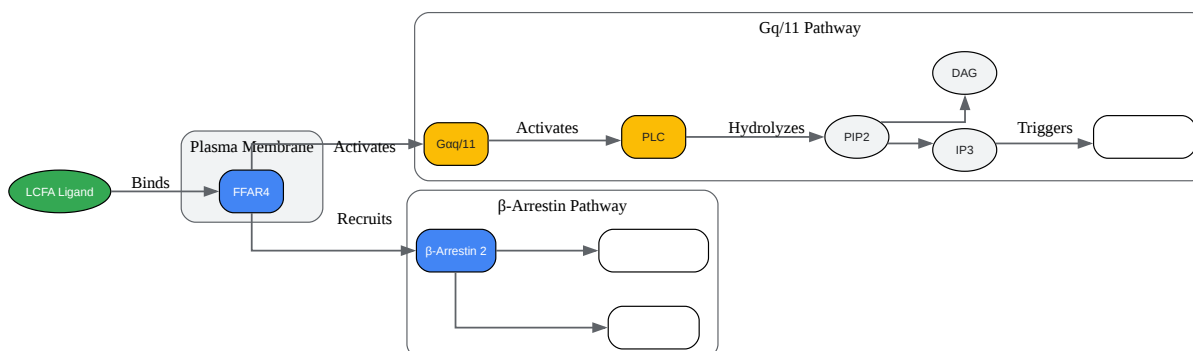 Gq/11 Pathway
DAG
Plasma Membrane
Activates
Gαq/11
Activates
PLC
Hydrolyzes
PIP2
IP3
Triggers
LCFA Ligand
Binds
FFAR4
Recruits
β-Arrestin Pathway
β-Arrestin 2